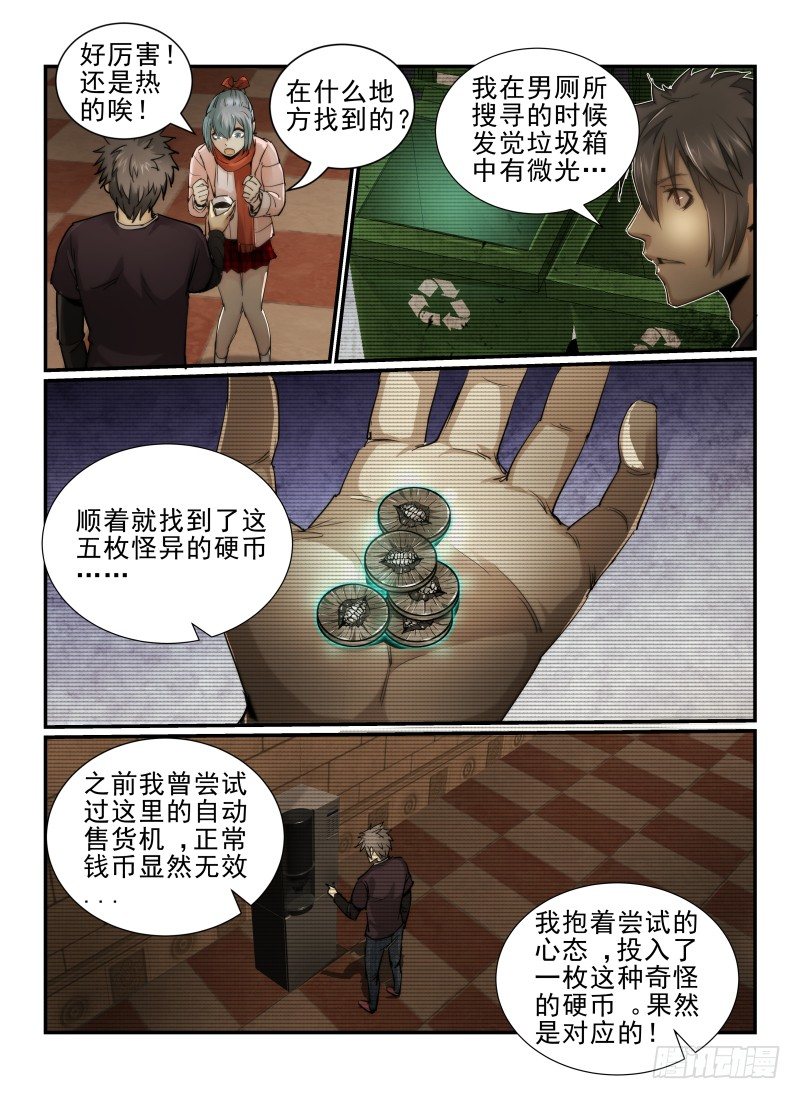 好厉害！
还是热
的唉！
在什么地
方找到的？
我在男厕所
搜寻的时候
发觉垃圾箱
中有微光…
顺着就找到了这
五枚怪异的硬币
……
之前我曾尝试
过这里的自动
售货机，正常
钱币显然无效
...
我抱着尝试的
心态，投入了
一枚这种奇怪
的硬币。果然
是对应的！
腾讯动漫